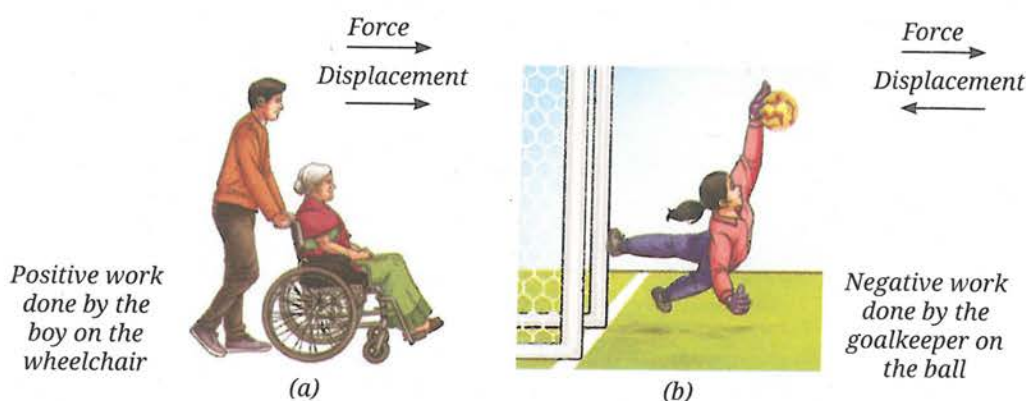 Force
Displacement
Positive work
done by the
boy on the
wheelchair
(a)
Force
Displacement
Negative work
done by the
goalkeeper on
the ball
(b)